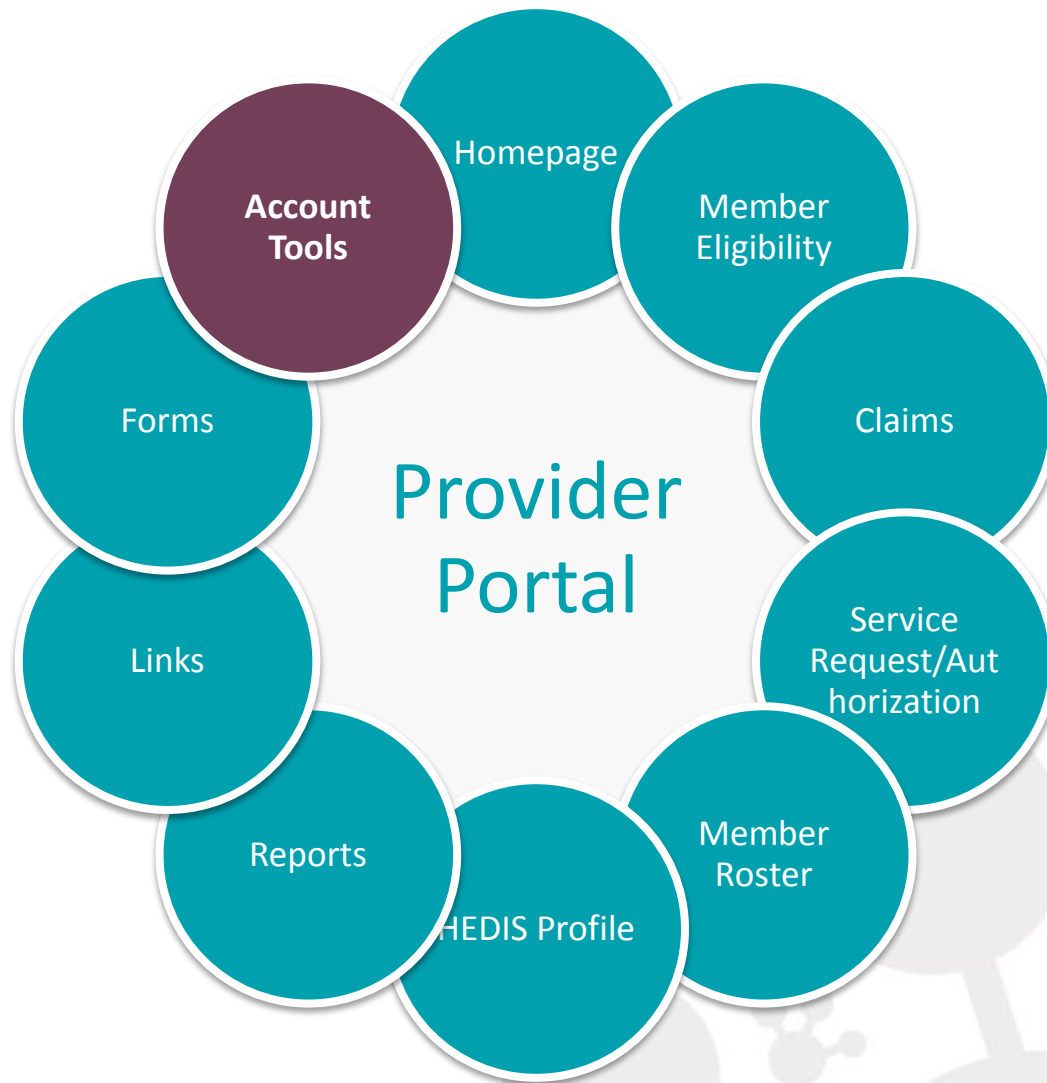 Homepage
Account
Tools
Member
Eligibility
Forms
Claims
Provider
Portal
Links
Service
Request/Aut
horization
Reports
Member
Roster
HEDIS Profile